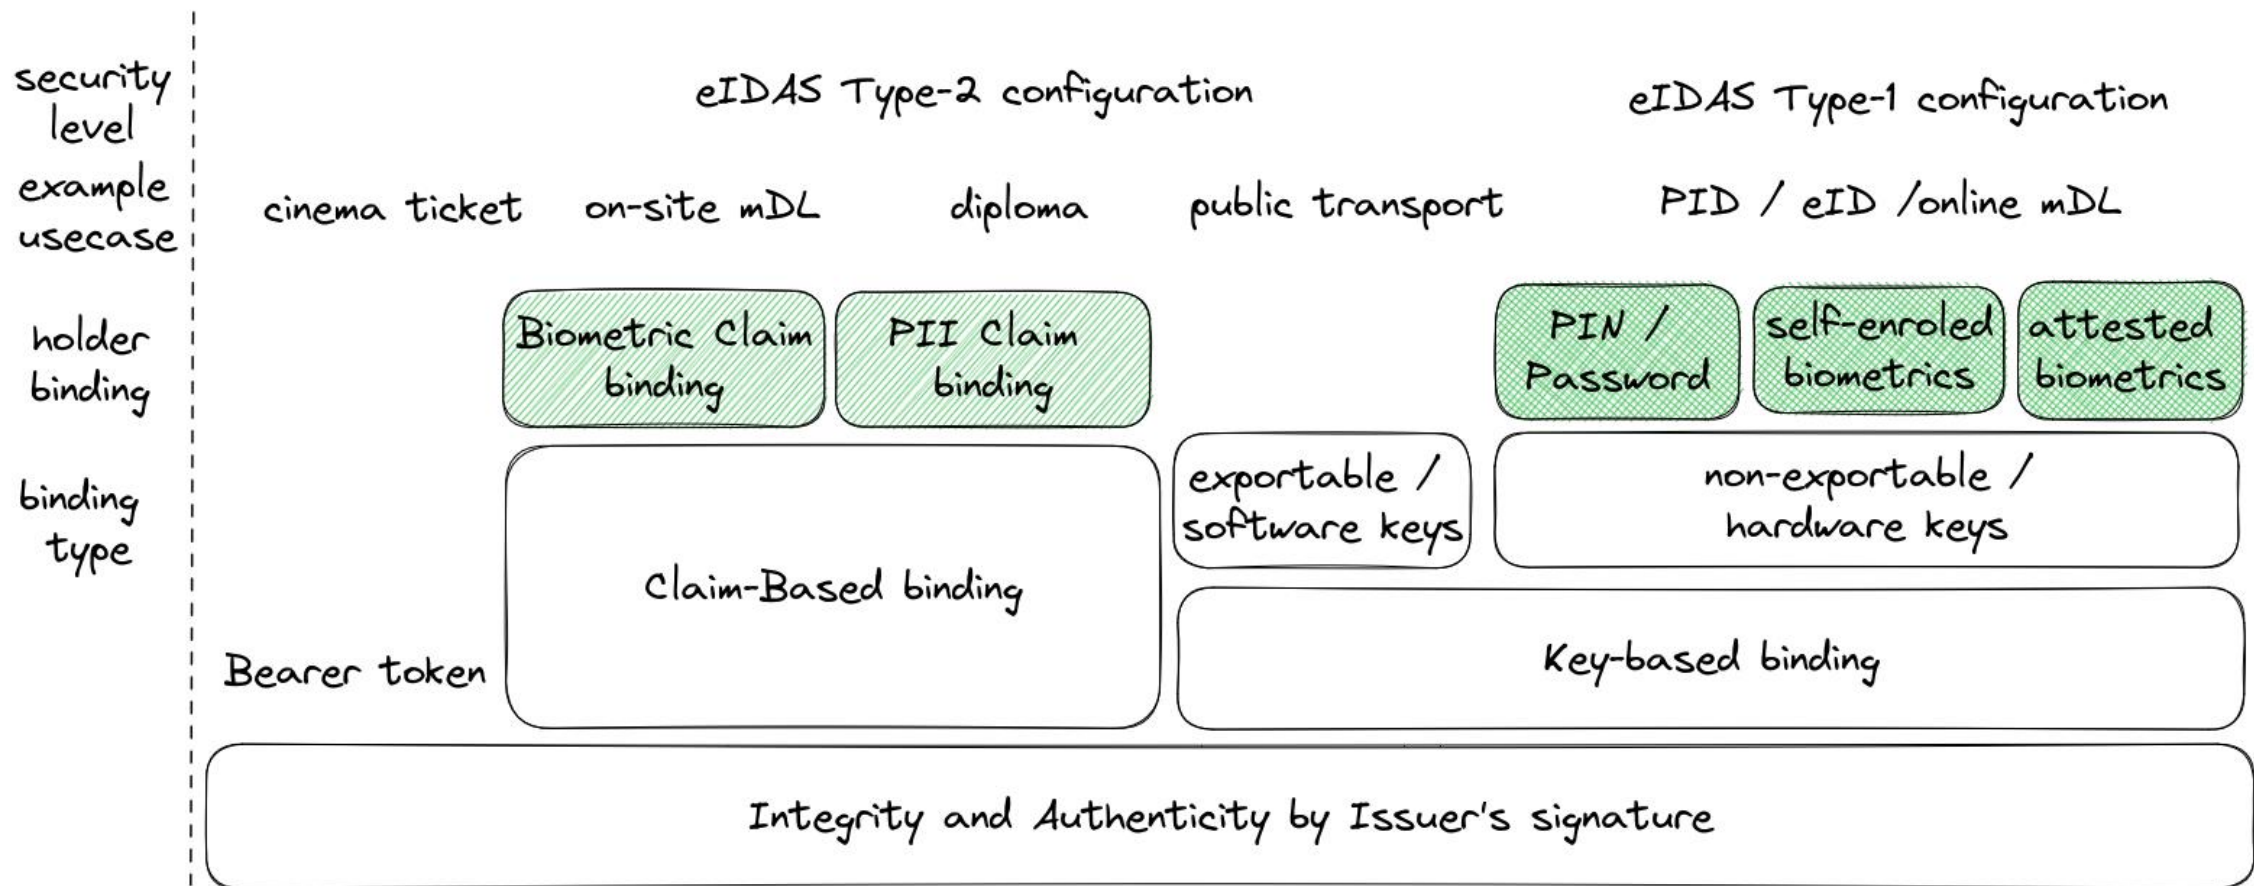 security
level
eIDAS Type-2 configuration
eIDAS Type-1 configuration
example
usecase
cinema ticket
on-site mDL
diploma
public transport
PID / eID /online mDL
holder
binding
Biometric Claim
binding
PII Claim
binding
PIN /
Password
self-enroled
biometrics
attested
biometrics
binding
type
Bearer token
Claim-Based binding
exportable /
software keys
non-exportable /
hardware keys
Key-based binding
Integrity and Authenticity by Issuer's signature